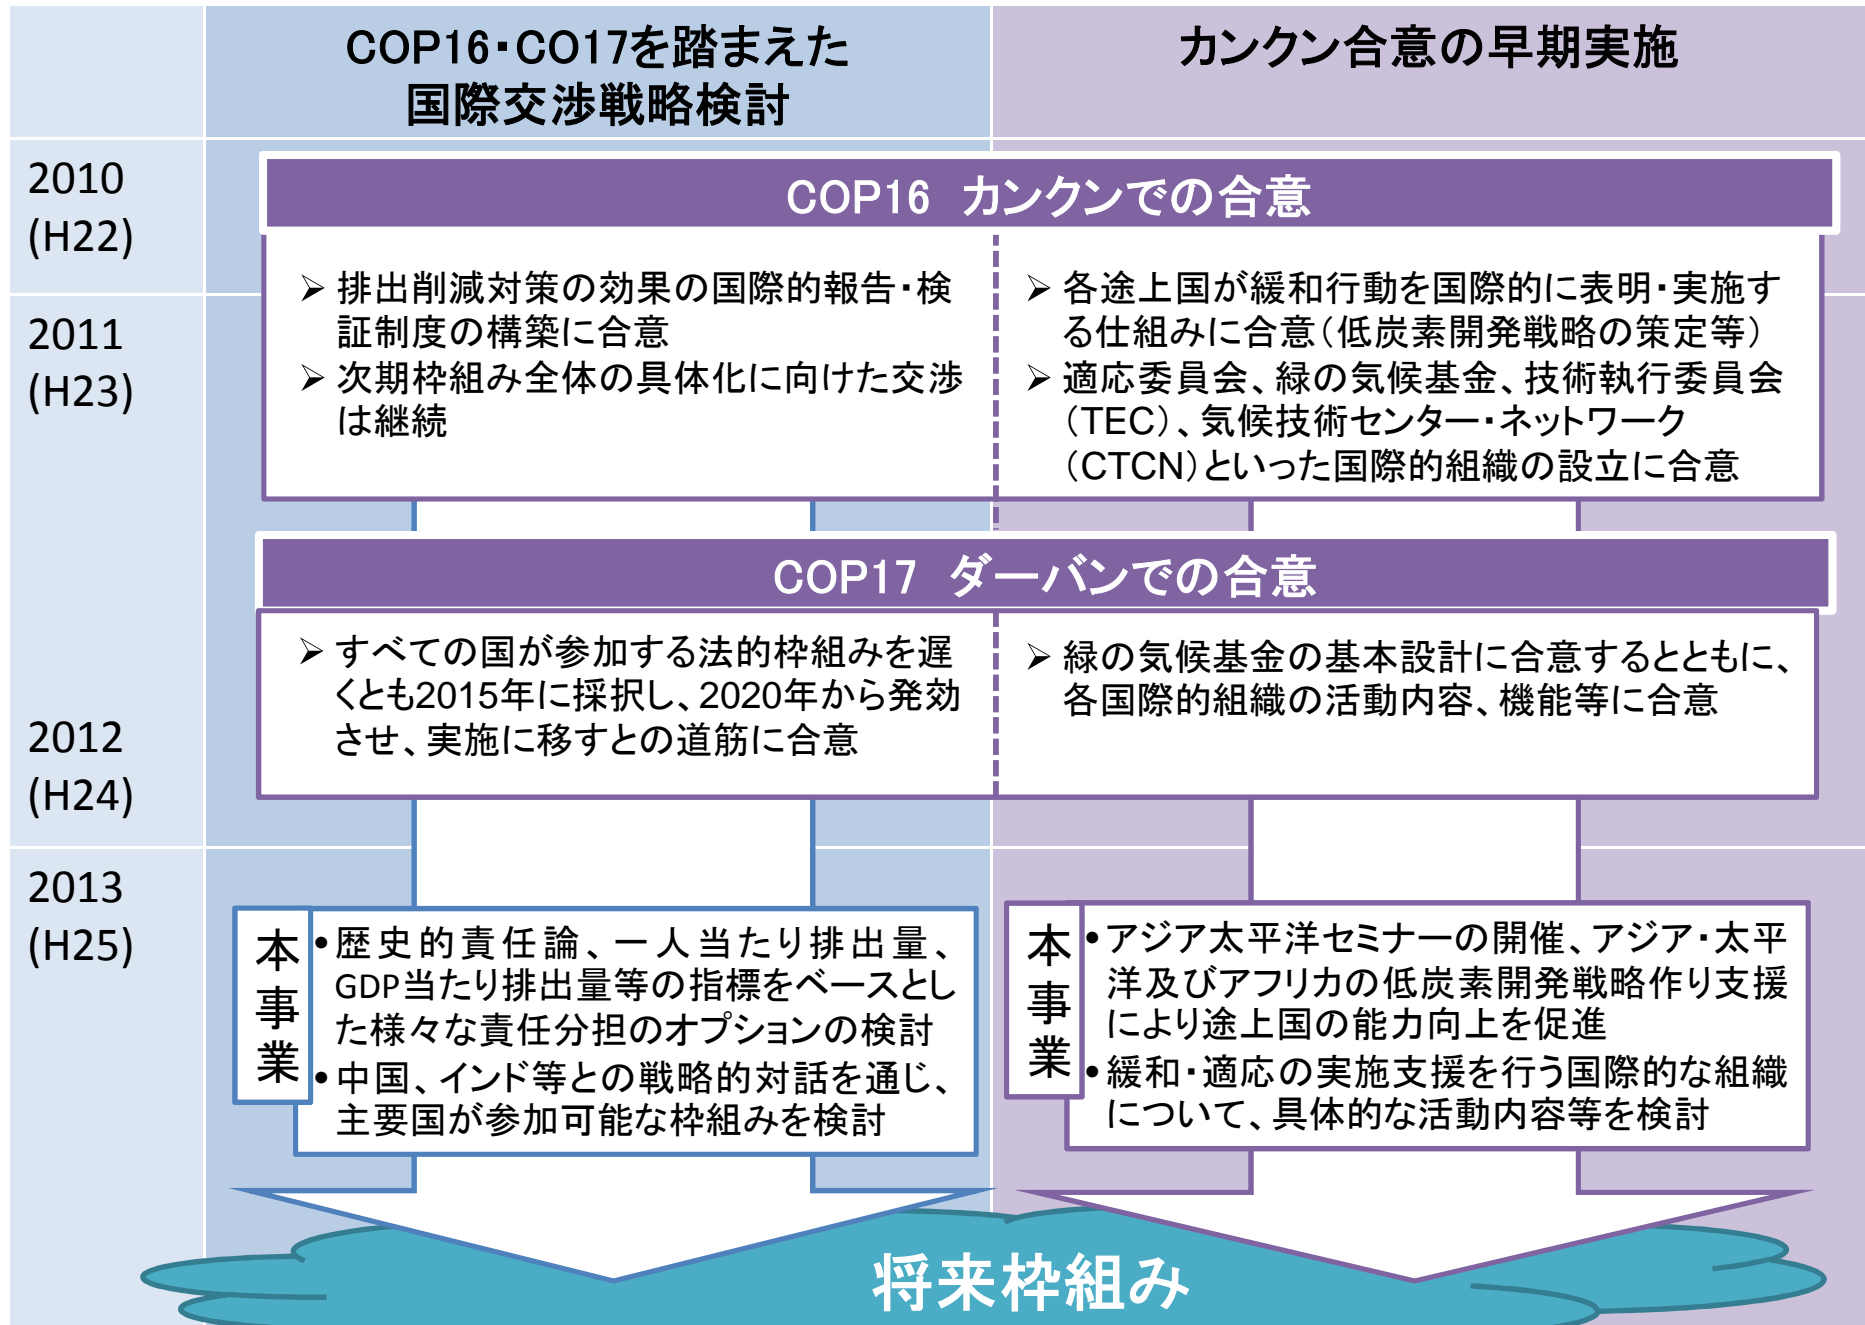 COP16・CO17を踏まえた
国際交渉戦略検討
カンクン合意の早期実施
2010
(H22)
COP16 カンクンでの合意
➢ 排出削減対策の効果の国際的報告・検
証制度の構築に合意
➢ 次期枠組み全体の具体化に向けた交渉
は継続
➢ 各途上国が緩和行動を国際的に表明・実施す
る仕組みに合意（低炭素開発戦略の策定等）
➢ 適応委員会、緑の気候基金、技術執行委員会
（TEC）、気候技術センター・ネットワーク
（CTCN）といった国際的組織の設立に合意
2011
(H23)
COP17 ダーバンでの合意
➢ すべての国が参加する法的枠組みを遅
くとも2015年に採択し、2020年から発効
させ、実施に移すとの道筋に合意
➢ 緑の気候基金の基本設計に合意するとともに、
各国際的組織の活動内容、機能等に合意
2012
(H24)
2013
(H25)
本事業
•歴史的責任論、一人当たり排出量、
GDP当たり排出量等の指標をベースとし
た様々な責任分担のオプションの検討
•中国、インド等との戦略的対話を通じ、
主要国が参加可能な枠組みを検討
本事業
•アジア太平洋セミナーの開催、アジア・太平
洋及びアフリカの低炭素開発戦略作り支援
により途上国の能力向上を促進
•緩和・適応の実施支援を行う国際的な組織
について、具体的な活動内容等を検討
将来枠組み